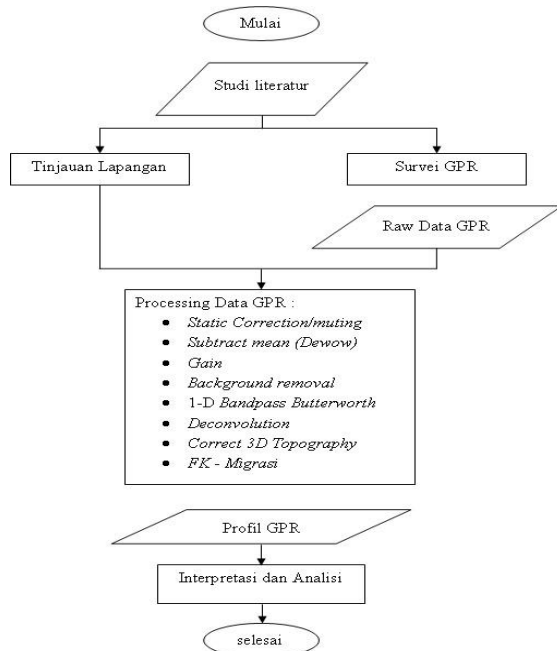 Mulai
Studi literatur
Tinjauan Lapangan
Survei GPR
Raw Data GPR
Processing Data GPR :
• Static Correction/muting
• Subtract mean (Dewow)
• Gain
• Background removal
• 1-D Bandpass Butterworth
• Deconvolution
• Correct 3D Topography
• FK - Migrasi
Profil GPR
Interpretasi dan Analisi
selesai